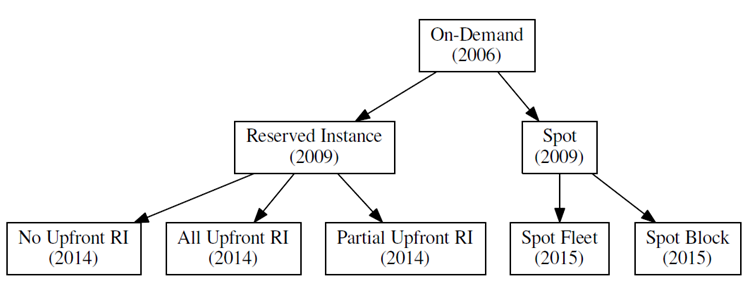 On-Demand
(2006)
Reserved Instance
(2009)
Spot
(2009)
No Upfront RI
(2014)
All Upfront RI
(2014)
Partial Upfront RI
(2014)
Spot Fleet
(2015)
Spot Block
(2015)